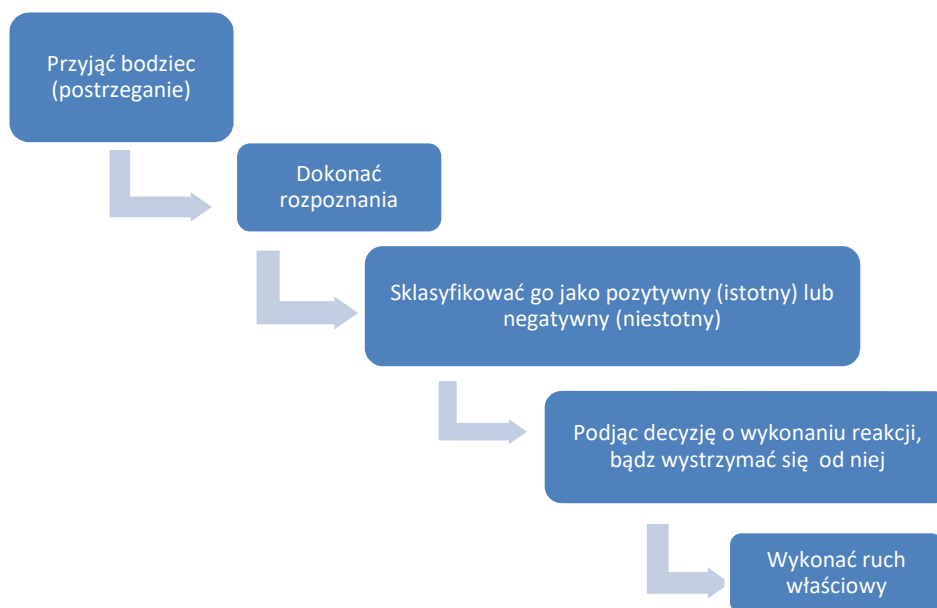 Przyjąć bodziec
(postrzeganie)
Dokonać
rozpoznania
Sklasyfikować go jako pozytywny (istotny) lub
negatywny (niestotny)
Podjąc decyzję o wykonaniu reakcji,
bądz wystrzymać się od niej
Wykonać ruch
właściowy